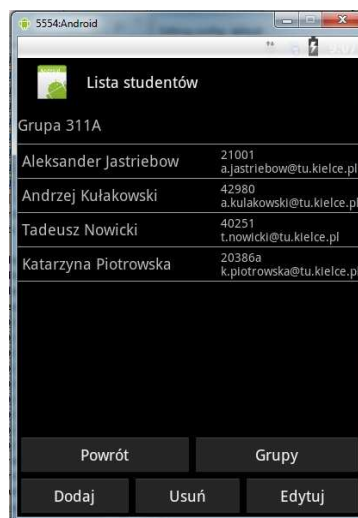 5554:Android
Lista studentów
Grupa 311A
Aleksander Jastriebow
21001
a.jastriebow@tu.kielce.pl
Andrzej Kułakowski
42980
a.kulakowski@tu.kielce.pl
Tadeusz Nowicki
40251
t.nowicki@tu.kielce.pl
Katarzyna Piotrowska
20386a
k.piotrowska@tu.kielce.pl
Powrót
Grupy
Dodaj
Usuń
Edytuj